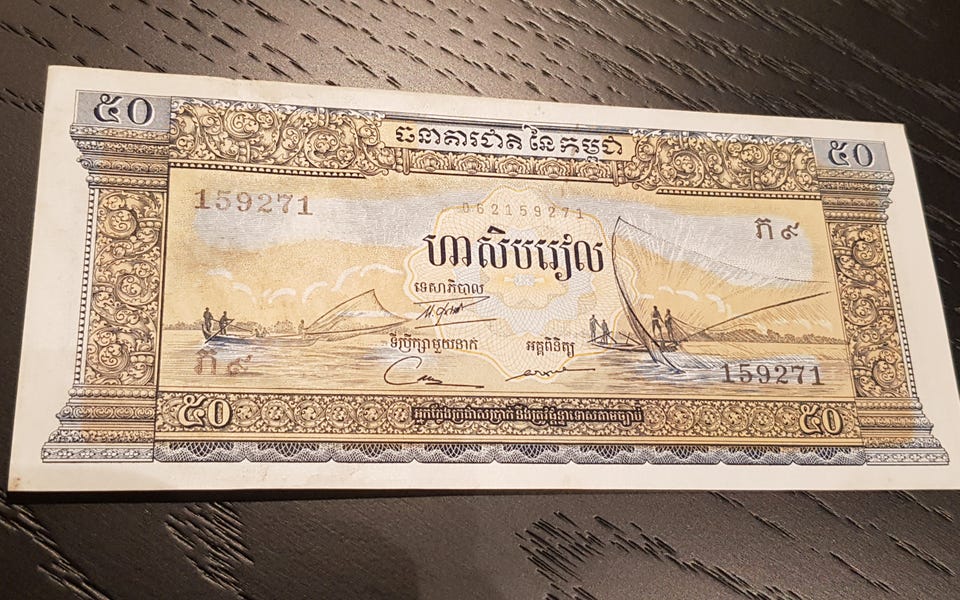 ៥០
ធនាគារជាតិ នៃ កម្ពុជា
៥០
159271
062159271
ភ ៩
ហាសិបរៀល
ទេសាភិបាល
ទីប្រឹក្សាមួយនាក់
អគ្គពិនិត្យ
ភ ៩
159271
៥០
៥០